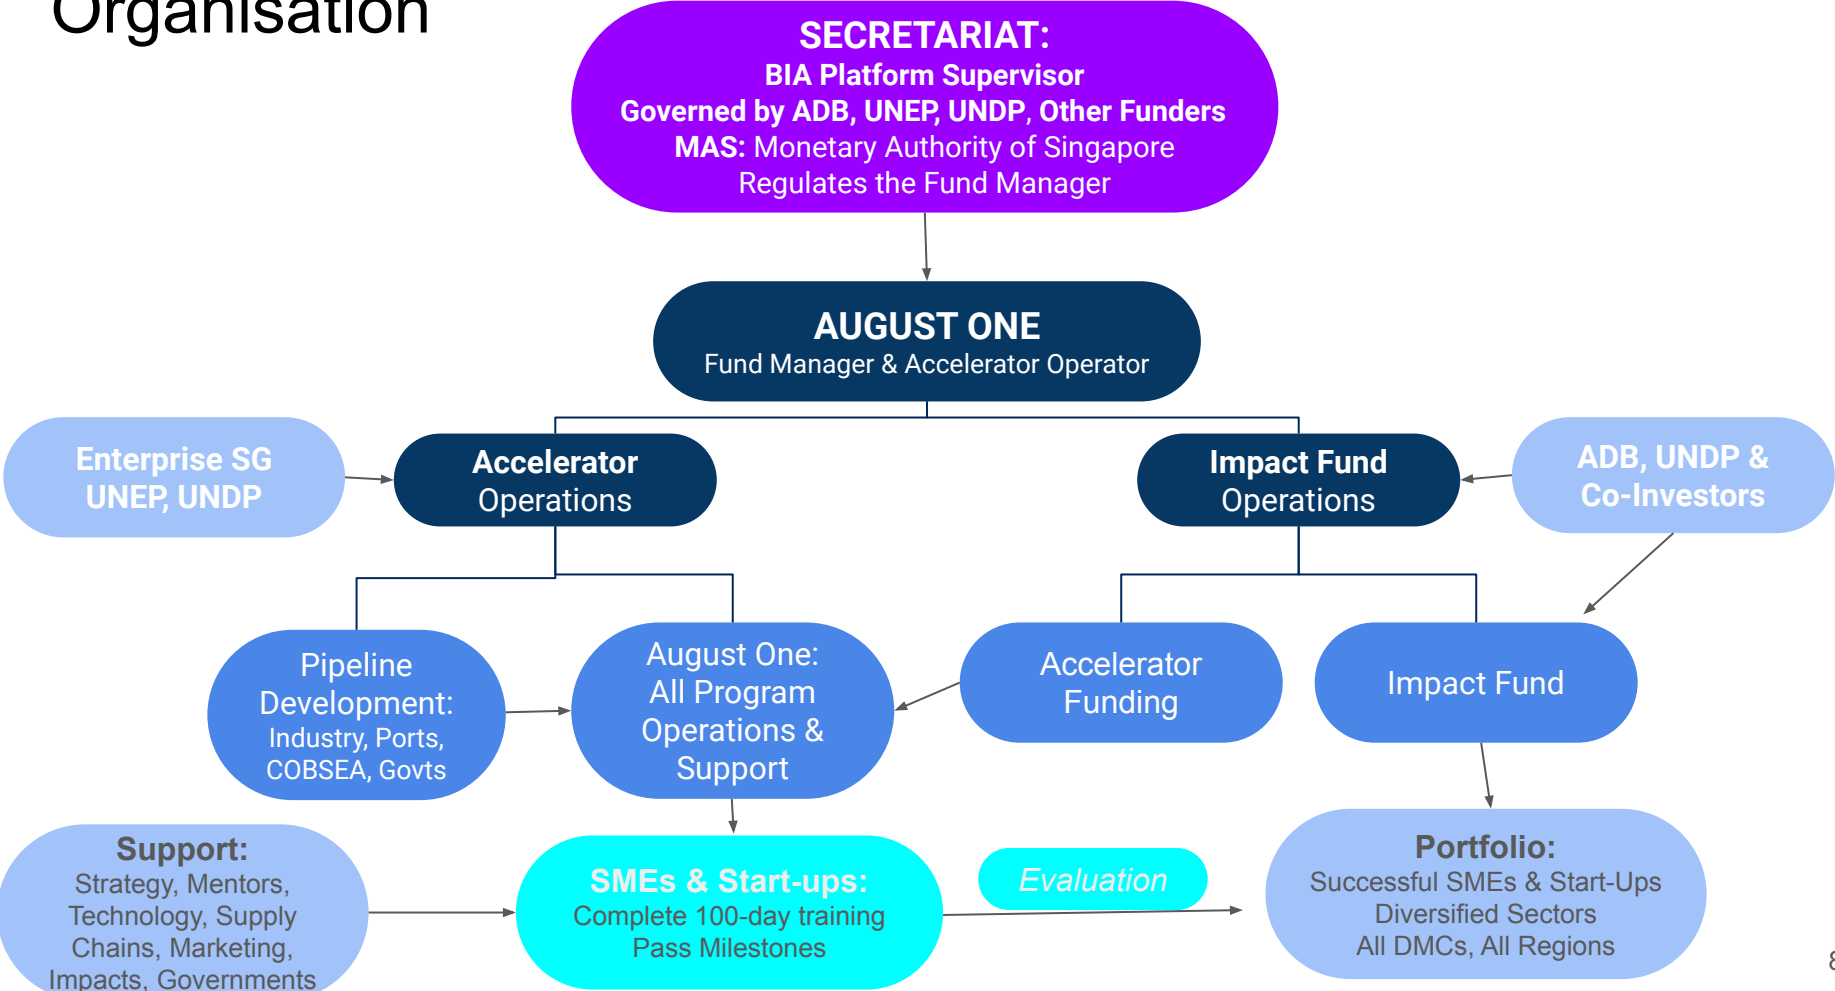 Organisation
SECRETARIAT:
BIA Platform Supervisor
Governed by ADB, UNEP, UNDP, Other Funders
MAS: Monetary Authority of Singapore
Regulates the Fund Manager
AUGUST ONE
Fund Manager & Accelerator Operator
Enterprise SG
UNEP, UNDP
Accelerator
Operations
Impact Fund
Operations
ADB, UNDP &
Co-Investors
Pipeline
Development:
Industry, Ports,
COBSEA, Govts
August One:
All Program
Operations &
Support
Accelerator
Funding
Impact Fund
Support:
Strategy, Mentors,
Technology, Supply
Chains, Marketing,
Impacts, Governments
SMEs & Start-ups:
Complete 100-day training
Pass Milestones
Evaluation
Portfolio:
Successful SMEs & Start-Ups
Diversified Sectors
All DMCs, All Regions
8